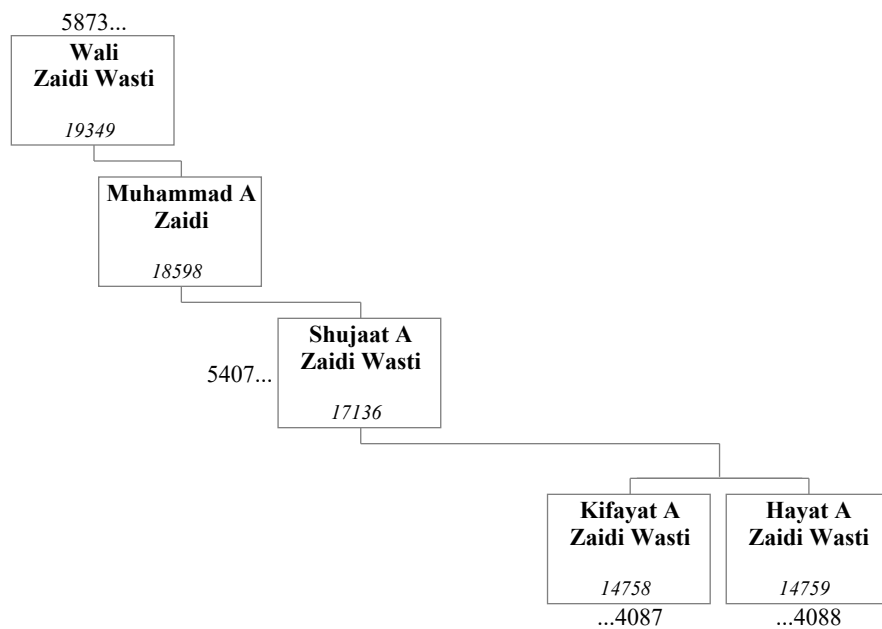 5873...
Wali
Zaidi Wasti
19349
Muhammad A
Zaidi
18598
Shujaat A
Zaidi Wasti
5407...
17136
Kifayat A
Zaidi Wasti
14758
...4087
Hayat A
Zaidi Wasti
14759
...4088